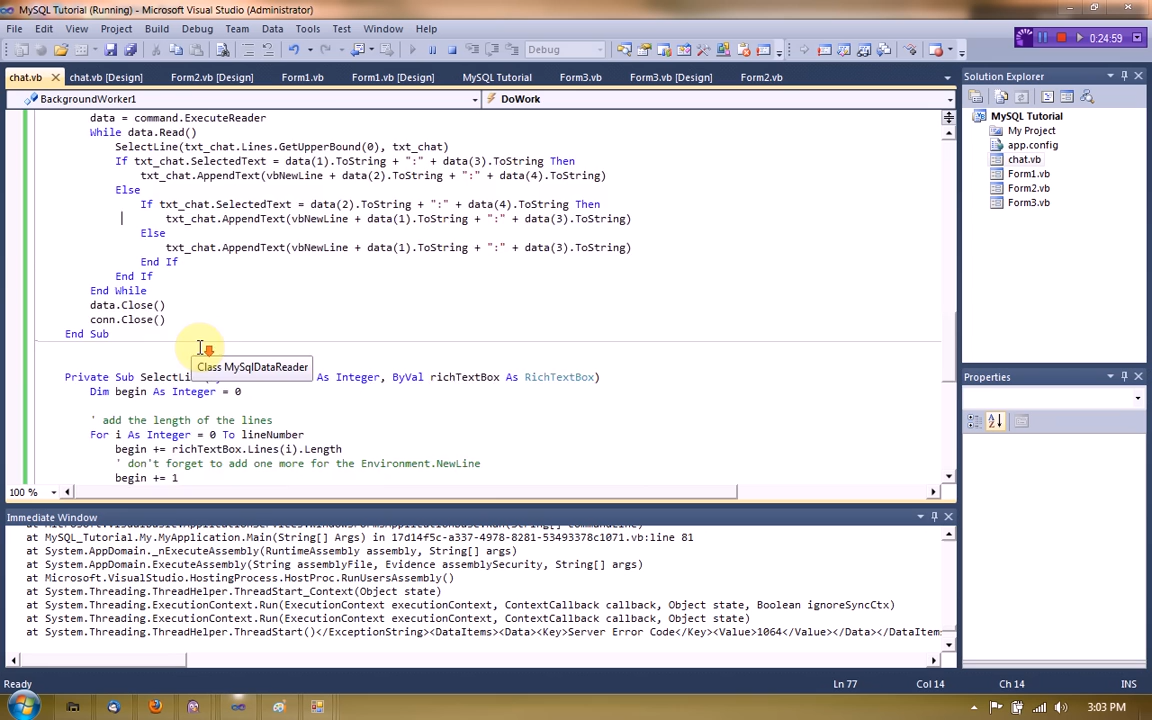 MySQL Tutorial (Running) - Microsoft Visual Studio (Administrator)
File Edit View Project Build Debug Team Data Tools Test Window Help
Debug
24:59
chat.vb chat.vb [Design] Form2.vb [Design] Form1.vb Form1.vb [Design] MySQL Tutorial Form3.vb Form3.vb [Design] Form2.vb
BackgroundWorker1 DoWork
data = command.ExecuteReader
While data.Read()
SelectLine(txt_chat.Lines.GetUpperBound(0), txt_chat)
If txt_chat.SelectedText = data(1).ToString + ":" + data(3).ToString Then
txt_chat.AppendText(vbNewLine + data(2).ToString + ":" + data(4).ToString)
Else
If txt_chat.SelectedText = data(2).ToString + ":" + data(4).ToString Then
txt_chat.AppendText(vbNewLine + data(1).ToString + ":" + data(3).ToString)
Else
txt_chat.AppendText(vbNewLine + data(1).ToString + ":" + data(3).ToString)
End If
End If
End While
data.Close()
conn.Close()
End Sub
Class MySqlDataReader
Private Sub As Integer, ByVal richTextBox As RichTextBox)
Dim begin As Integer = 0
' add the length of the lines
For i As Integer = 0 To lineNumber
begin += richTextBox.Lines(i).Length
' don't forget to add one more for the Environment.NewLine
begin += 1
100 %
Solution Explorer
MySQL Tutorial
My Project
app.config
chat.vb
Form1.vb
Form2.vb
Form3.vb
Properties
Immediate Window
at MySQL_Tutorial.My.MyApplication.Main(String[] Args) in 17d14f5c-a337-4978-8281-53493378c1071.vb:line 81
at System.AppDomain._nExecuteAssembly(RuntimeAssembly assembly, String[] args)
at System.AppDomain.ExecuteAssembly(String assemblyFile, Evidence assemblySecurity, String[] args)
at Microsoft.VisualStudio.HostingProcess.HostProc.RunUsersAssembly()
at System.Threading.ThreadHelper.ThreadStart_Context(Object state)
at System.Threading.ExecutionContext.Run(ExecutionContext executionContext, ContextCallback callback, Object state, Boolean ignoreSyncCtx)
at System.Threading.ExecutionContext.Run(ExecutionContext executionContext, ContextCallback callback, Object state)
at System.Threading.ThreadHelper.ThreadStart()</ExceptionString><DataItems><Data><Key>Server Error Code</Key><Value>1064</Value></Data></DataItem
Ready Ln 77 Col 14 Ch 14 INS
3:03 PM